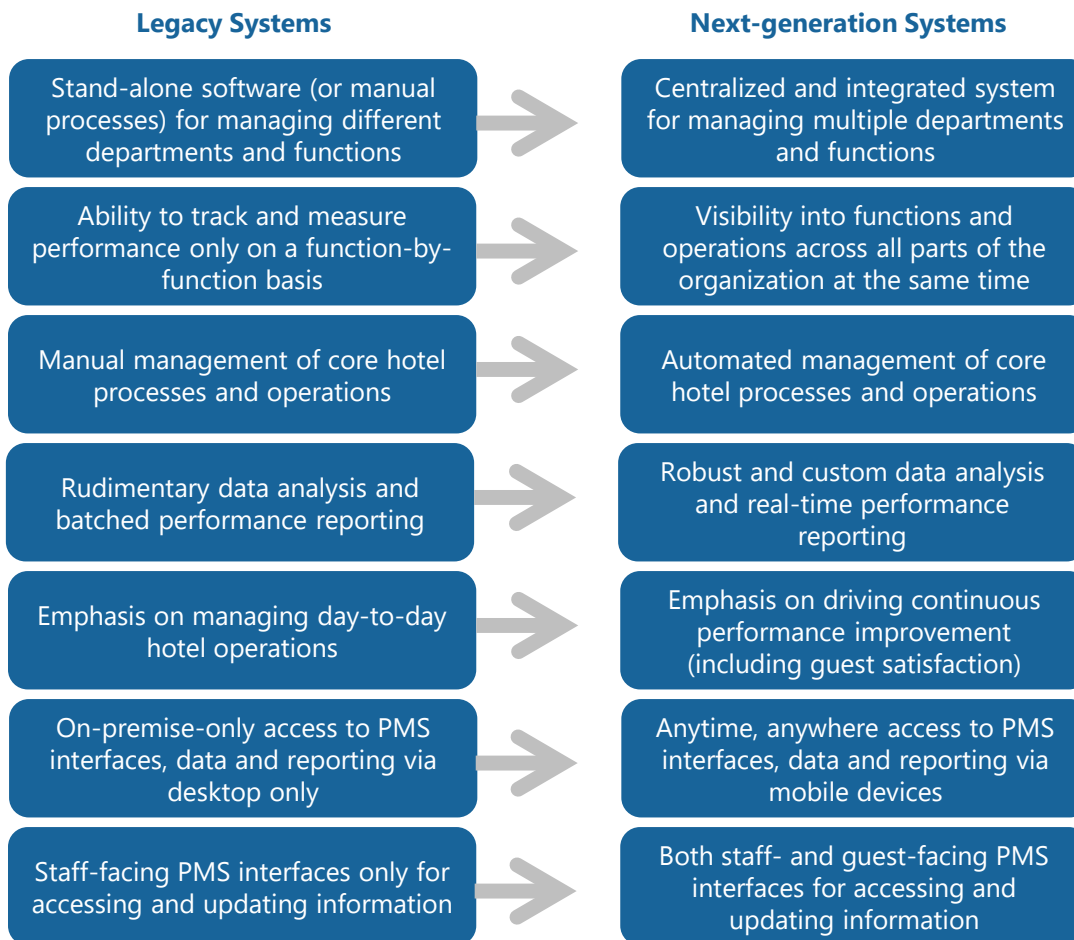 Legacy Systems
Next-generation Systems
Stand-alone software (or manual
processes) for managing different
departments and functions
Centralized and integrated system
for managing multiple departments
and functions
Ability to track and measure
performance only on a function-by-
function basis
Visibility into functions and
operations across all parts of the
organization at the same time
Manual management of core hotel
processes and operations
Automated management of core
hotel processes and operations
Rudimentary data analysis and
batched performance reporting
Robust and custom data analysis
and real-time performance
reporting
Emphasis on managing day-to-day
hotel operations
Emphasis on driving continuous
performance improvement
(including guest satisfaction)
On-premise-only access to PMS
interfaces, data and reporting via
desktop only
Anytime, anywhere access to PMS
interfaces, data and reporting via
mobile devices
Staff-facing PMS interfaces only for
accessing and updating information
Both staff- and guest-facing PMS
interfaces for accessing and
updating information